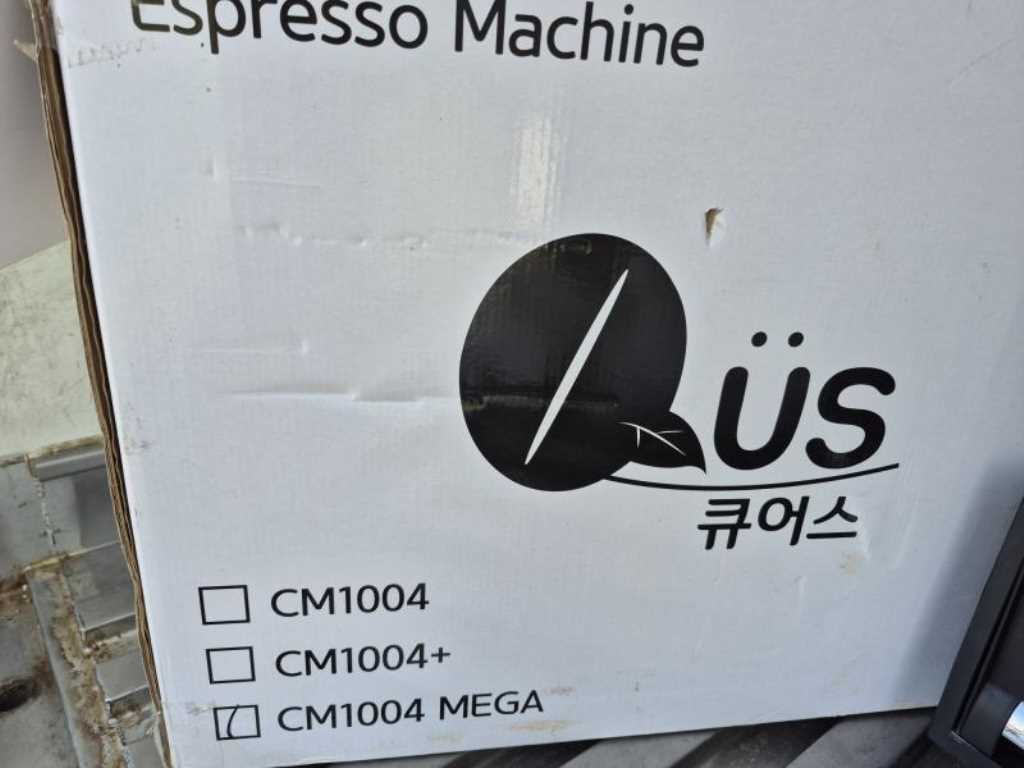 Espresso Machine
Qüs
큐어스
CM1004
CM1004+
CM1004 MEGA